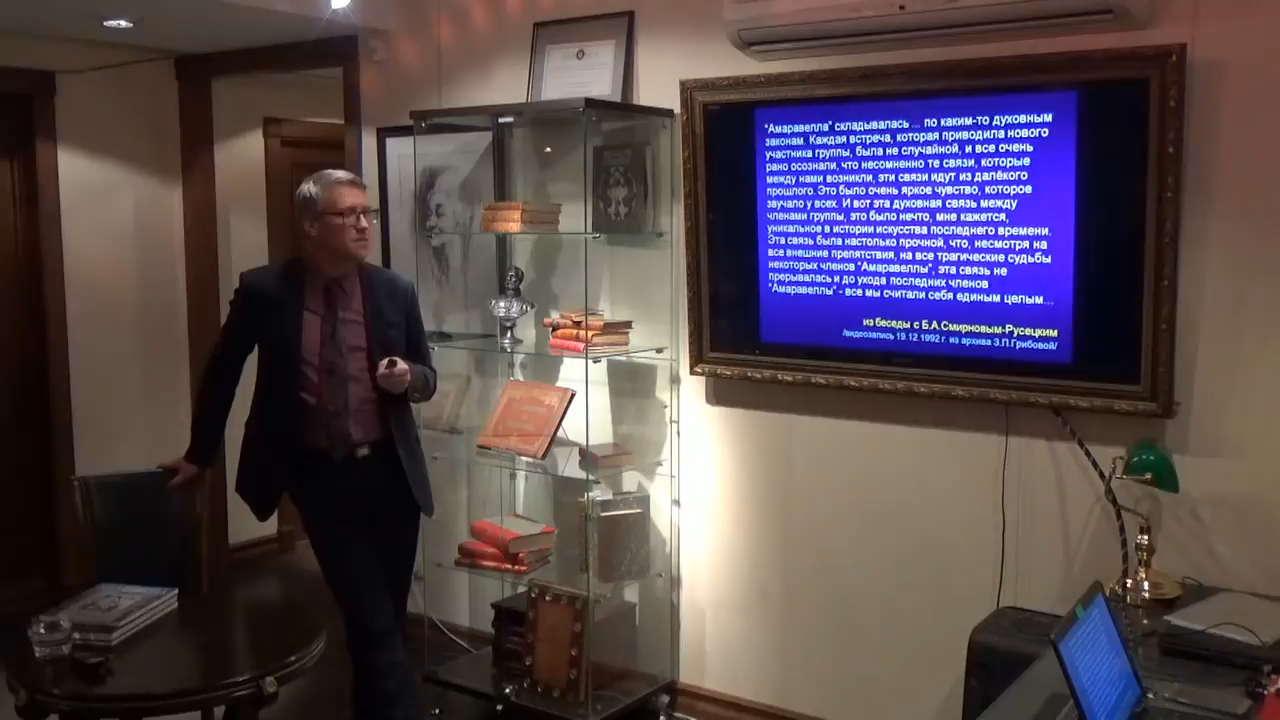 "Амаравелла" складывалась ... по каким-то духовным
законам. Каждая встреча, которая приводила нового
участника группы, была не случайной, и все очень
рано осознали, что несомненно те связи, которые
между нами возникли, эти связи идут из далёкого
прошлого. Это было очень яркое чувство, которое
звучало у всех. И вот эта духовная связь между
членами группы, это было нечто, мне кажется,
уникальное в истории искусства последнего времени.
Эта связь была настолько прочной, что, несмотря на
все внешние препятствия, на все трагические судьбы
некоторых членов "Амаравеллы", эта связь не
прерывалась и до ухода последних членов
"Амаравеллы" - все мы считали себя единым целым...
из беседы с Б.А.Смирновым-Русецким
/видеозапись 19.12.1992 г. из архива З.П.Грибовой/